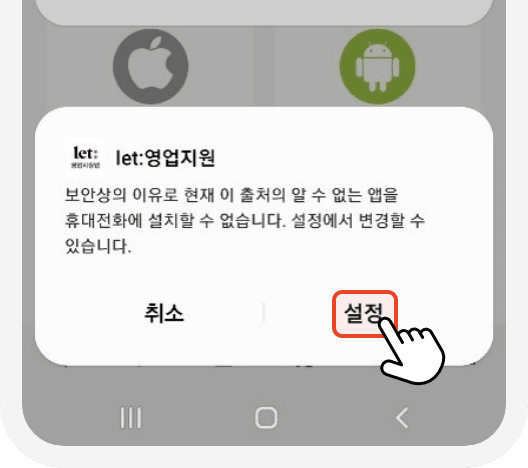 let:
영업지원앱
let:영업지원
보안상의 이유로 현재 이 출처의 알 수 없는 앱을
휴대전화에 설치할 수 없습니다. 설정에서 변경할 수
있습니다.
취소
설정